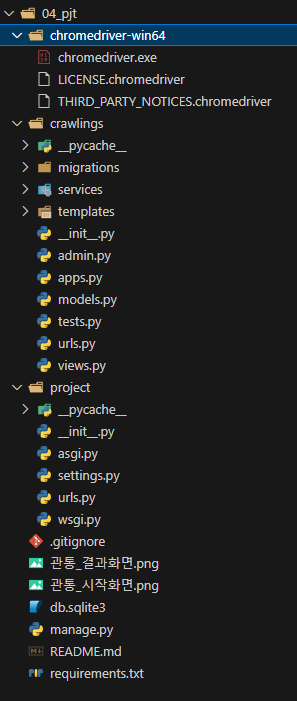 04_pjt
chromedriver-win64
chromedriver.exe
LICENSE.chromedriver
THIRD_PARTY_NOTICES.chromedriver
crawlings
__pycache__
migrations
services
templates
__init__.py
admin.py
apps.py
models.py
tests.py
urls.py
views.py
project
__pycache__
__init__.py
asgi.py
settings.py
urls.py
wsgi.py
.gitignore
관통_결과화면.png
관통_시작화면.png
db.sqlite3
manage.py
README.md
requirements.txt